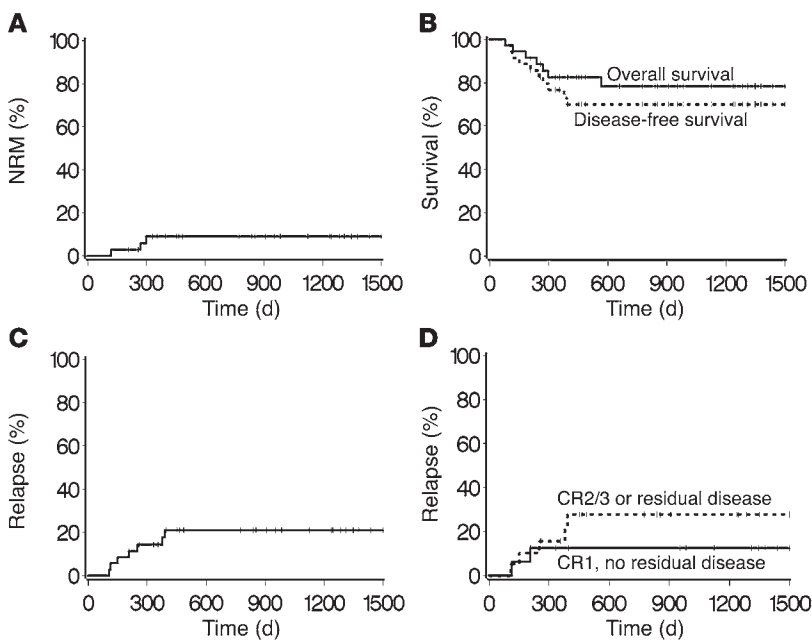 A
100
80
60
40
20
0
NRM (%)
0 300 600 900 1200 1500
Time (d)
B
100
80
60
40
20
0
Survival (%)
Overall survival
Disease-free survival
0 300 600 900 1200 1500
Time (d)
C
100
80
60
40
20
0
Relapse (%)
0 300 600 900 1200 1500
Time (d)
D
100
80
60
40
20
0
Relapse (%)
CR2/3 or residual disease
CR1, no residual disease
0 300 600 900 1200 1500
Time (d)